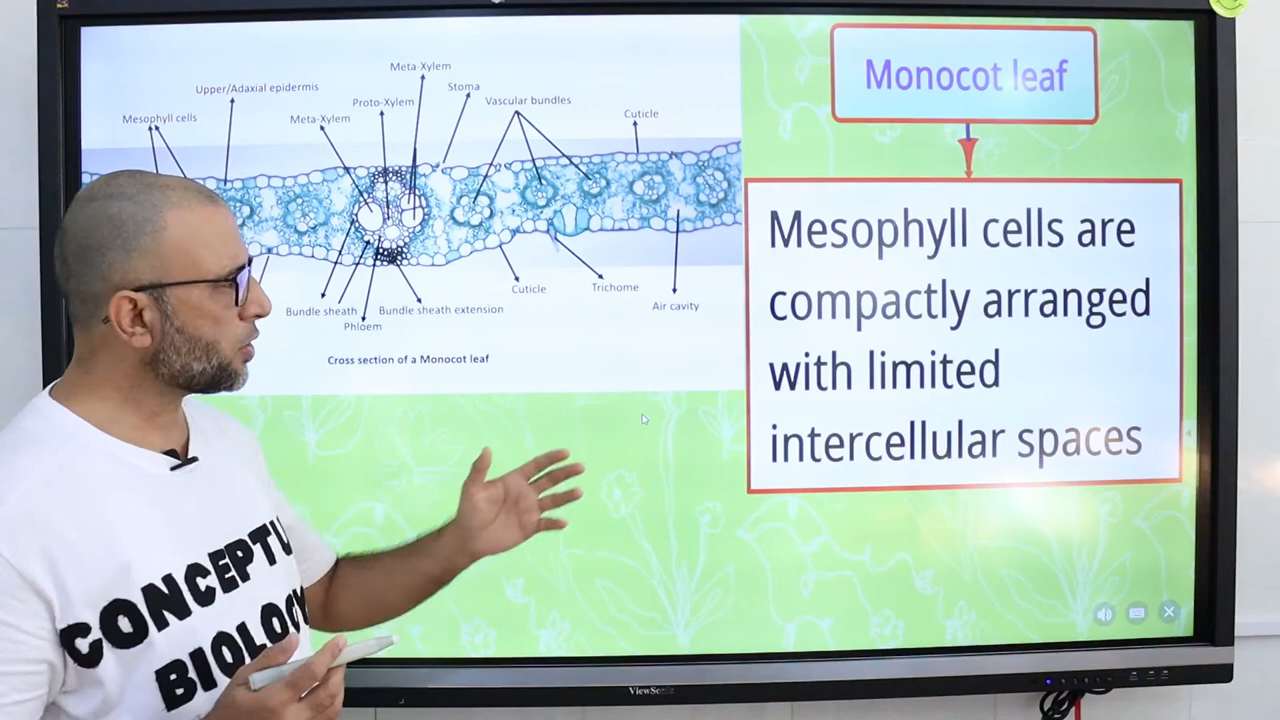 Meta-Xylem
Upper/Adaxial epidermis
Stoma
Proto-Xylem
Vascular bundles
Mesophyll cells
Meta-Xylem
Cuticle
Bundle sheath
Bundle sheath extension
Phloem
Cuticle
Trichome
Air cavity
Cross section of a Monocot leaf
Monocot leaf
Mesophyll cells are
compactly arranged
with limited
intercellular spaces
CONCEPTU
BIOLOGY
ViewSonic